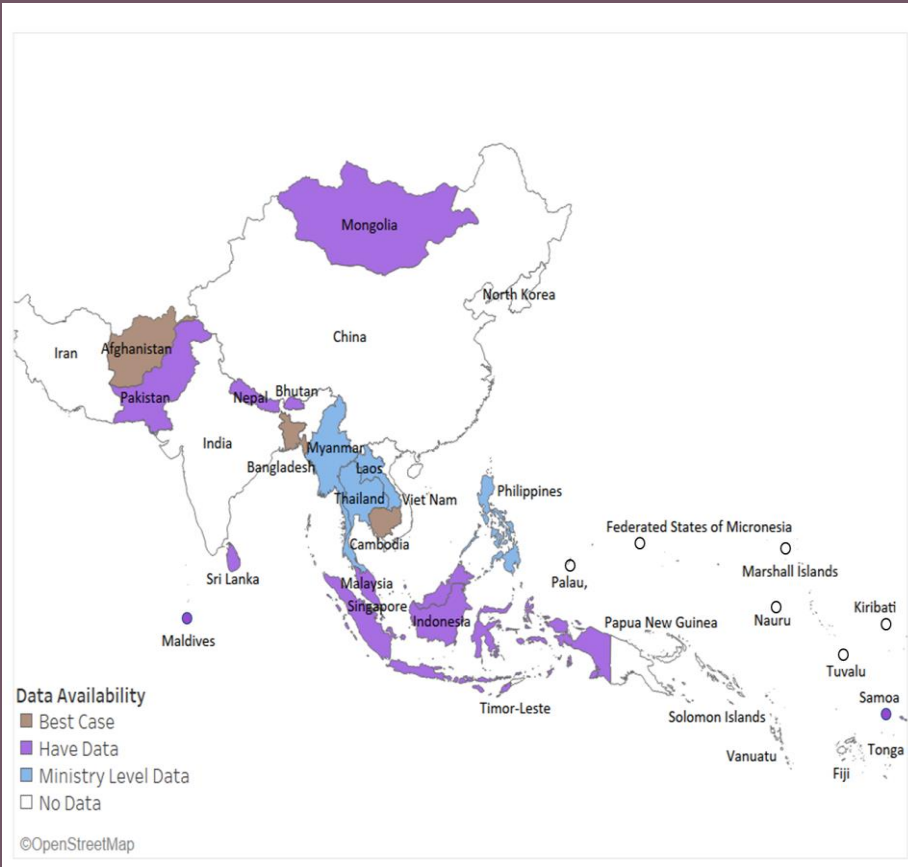 Mongolia
North Korea
China
Iran
Afghanistan
Pakistan
Nepal
Bhutan
India
Bangladesh
Myanmar
Laos
Thailand
Viet Nam
Philippines
Cambodia
Federated States of Micronesia
Palau,
Marshall Islands
Sri Lanka
Malaysia
Singapore
Indonesia
Papua New Guinea
Nauru
Kiribati
Maldives
Tuvalu
Samoa
Timor-Leste
Solomon Islands
Vanuatu
Tonga
Fiji
Data Availability
Best Case
Have Data
Ministry Level Data
No Data
©OpenStreetMap